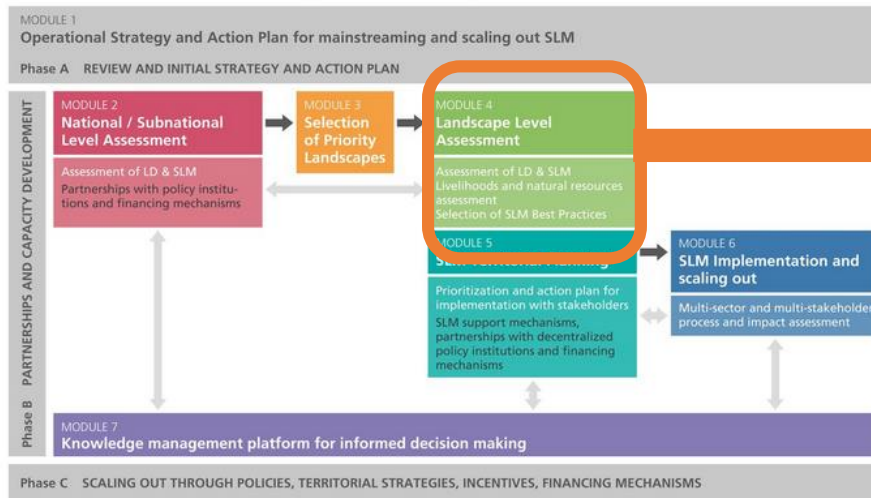 MODULE 1
Operational Strategy and Action Plan for mainstreaming and scaling out SLM
Phase A REVIEW AND INITIAL STRATEGY AND ACTION PLAN
Phase B PARTNERSHIPS AND CAPACITY DEVELOPMENT
MODULE 2
National / Subnational
Level Assessment
Assessment of LD & SLM
Partnerships with policy institu-
tions and financing mechanisms
MODULE 3
Selection
of Priority
Landscapes
MODULE 4
Landscape Level
Assessment
Assessment of LD & SLM
Livelihoods and natural resources
assessment
Selection of SLM Best Practices
MODULE 5
SLM Territorial Planning
Prioritization and action plan for
implementation with stakeholders
SLM support mechanisms,
partnerships with decentralized
policy institutions and financing
mechanisms
MODULE 6
SLM Implementation and
scaling out
Multi-sector and multi-stakeholder
process and impact assessment
MODULE 7
Knowledge management platform for informed decision making
Phase C SCALING OUT THROUGH POLICIES, TERRITORIAL STRATEGIES, INCENTIVES, FINANCING MECHANISMS